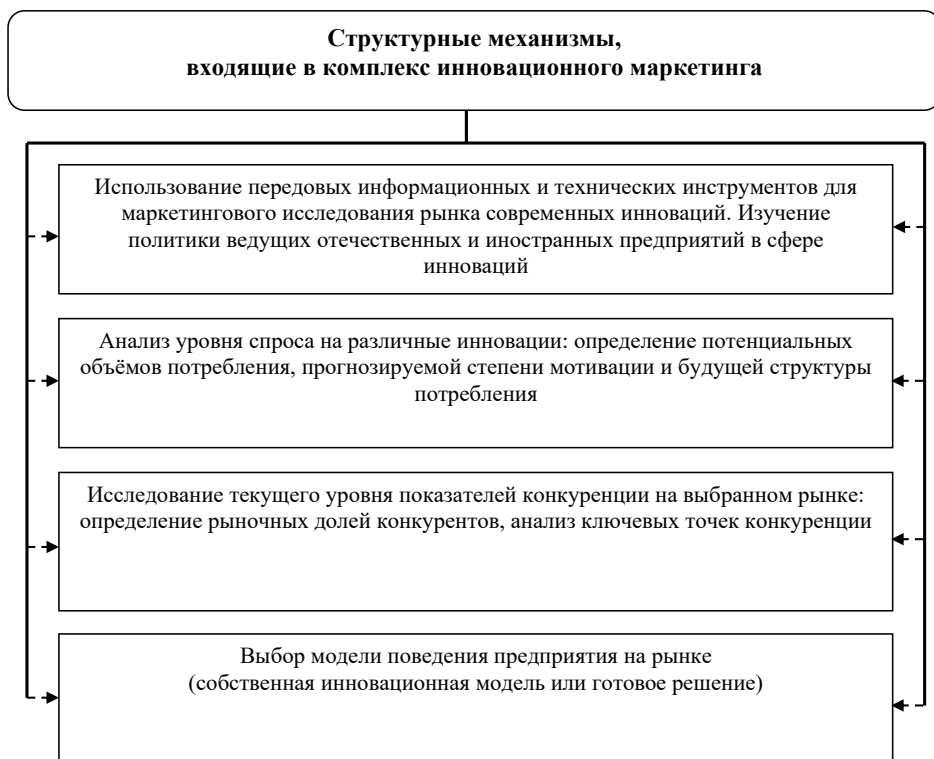 Структурные механизмы,
входящие в комплекс инновационного маркетинга
Использование передовых информационных и технических инструментов для
маркетингового исследования рынка современных инноваций. Изучение
политики ведущих отечественных и иностранных предприятий в сфере
инноваций
Анализ уровня спроса на различные инновации: определение потенциальных
объёмов потребления, прогнозируемой степени мотивации и будущей структуры
потребления
Исследование текущего уровня показателей конкуренции на выбранном рынке:
определение рыночных долей конкурентов, анализ ключевых точек конкуренции
Выбор модели поведения предприятия на рынке
(собственная инновационная модель или готовое решение)